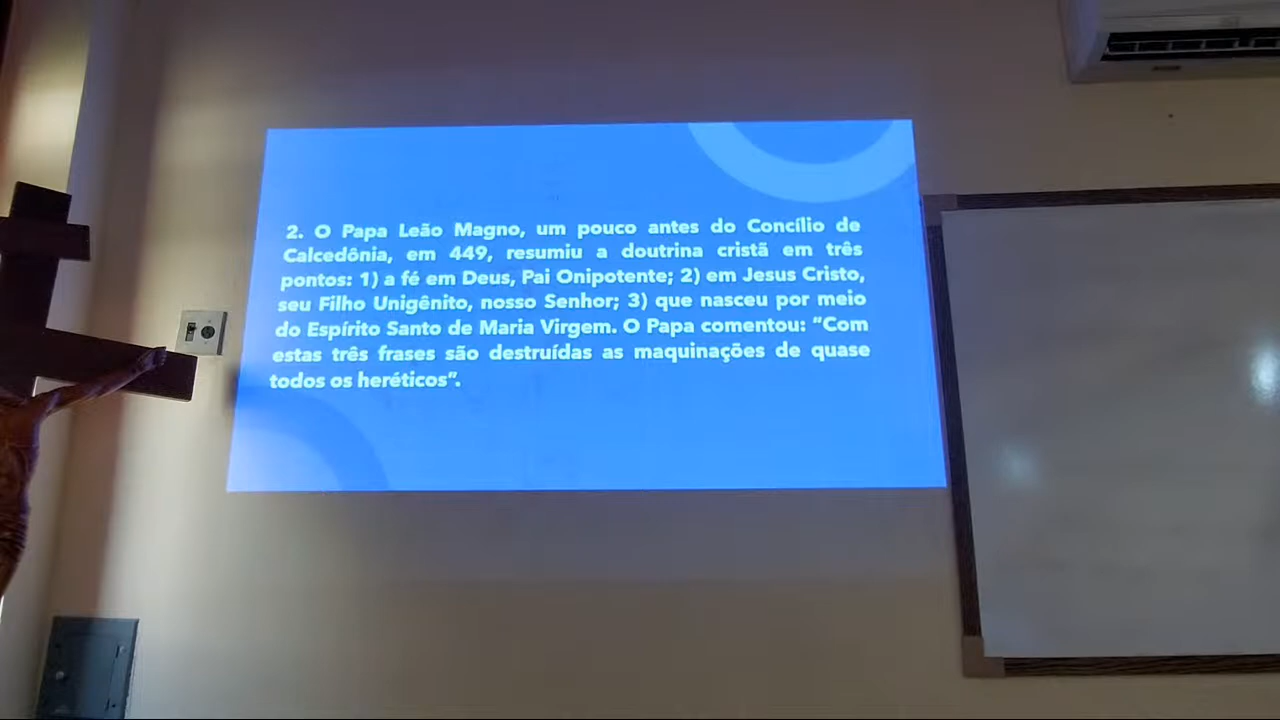 2. O Papa Leão Magno, um pouco antes do Concílio de
Calcedônia, em 449, resumiu a doutrina cristã em três
pontos: 1) a fé em Deus, Pai Onipotente; 2) em Jesus Cristo,
seu Filho Unigênito, nosso Senhor; 3) que nasceu por meio
do Espírito Santo de Maria Virgem. O Papa comentou: “Com
estas três frases são destruídas as maquinações de quase
todos os heréticos”.